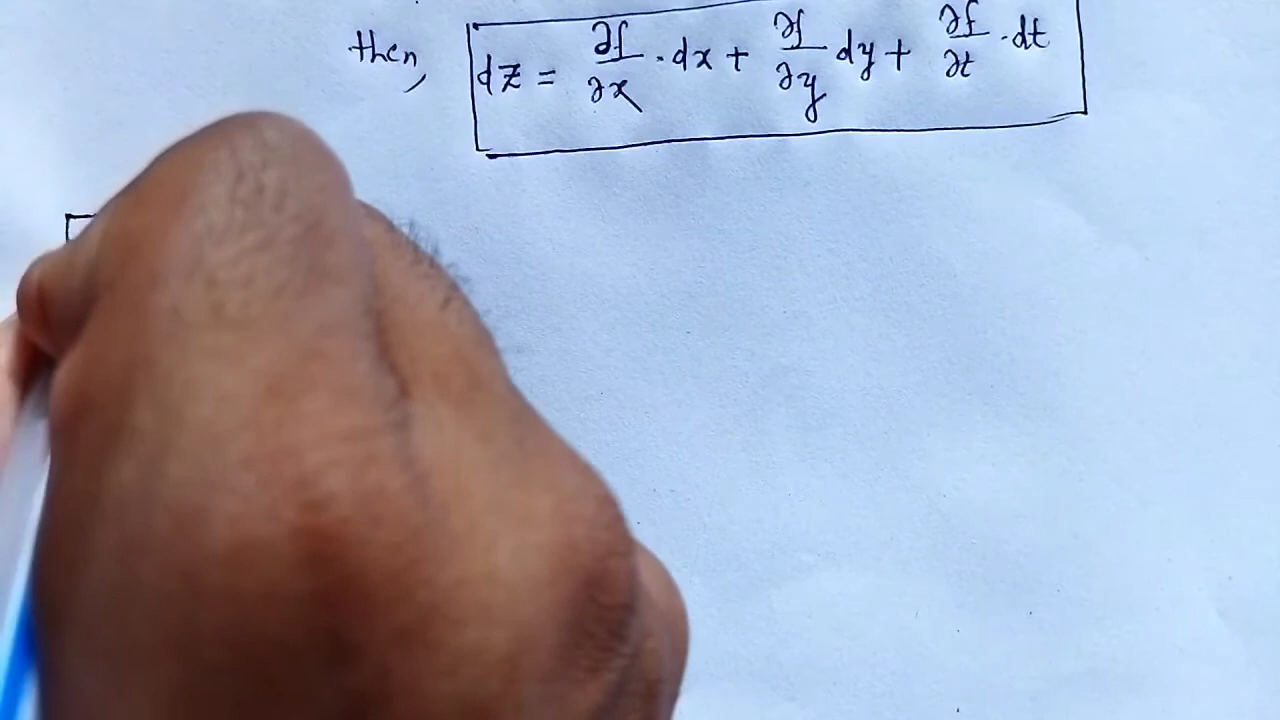 then, dz = ∂f/∂x · dx + ∂f/∂y dy + ∂f/∂t · dt